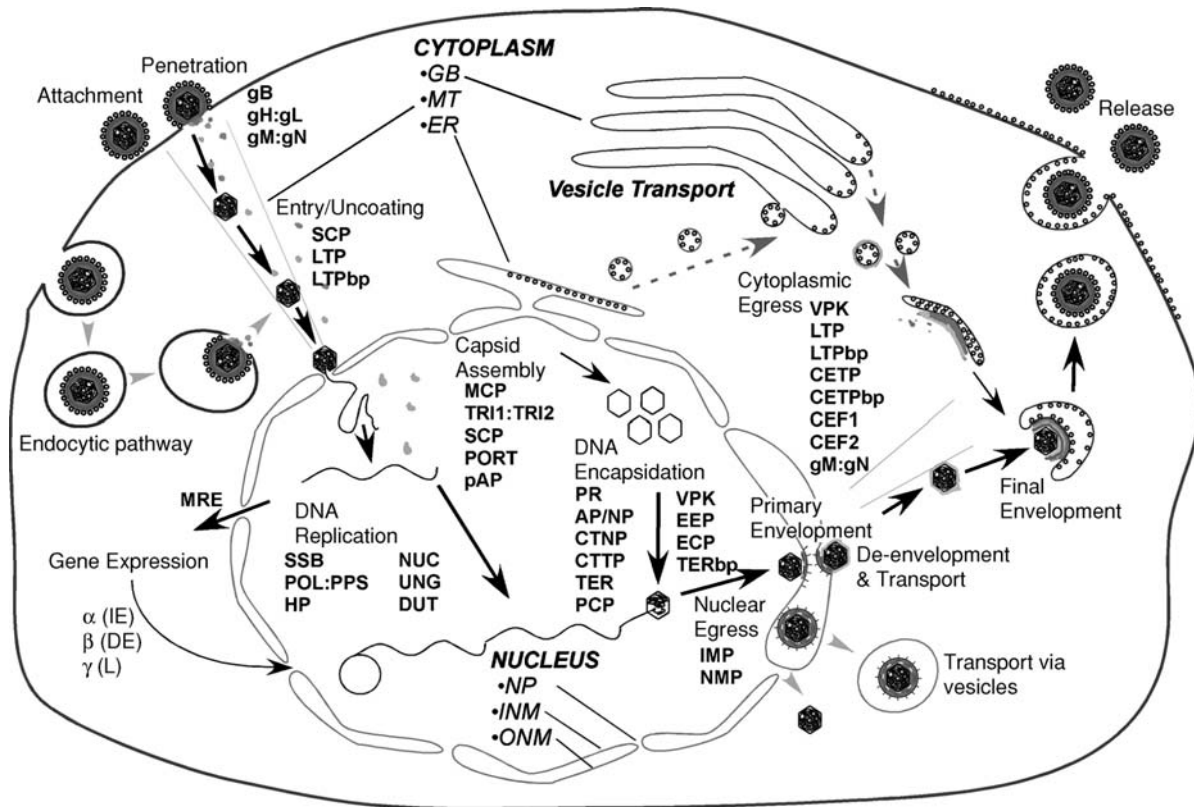 CYTOPLASM
•GB
•MT
•ER
Penetration
gB
gH:gL
gM:gN
Attachment
Release
Vesicle Transport
Entry/Uncoating
SCP
LTP
LTPbp
Cytoplasmic
Egress
VPK
LTP
LTPbp
CETP
CETPbp
CEF1
CEF2
gM:gN
Endocytic pathway
Capsid
Assembly
MCP
TRI1:TRI2
SCP
PORT
pAP
DNA
Encapsidation
PR
AP/NP
CTNP
CTTP
TER
PCP
VPK
EEP
ECP
TERbp
MRE
DNA
Replication
SSB
POL:PPS
HP
NUC
UNG
DUT
Gene Expression
α (IE)
β (DE)
γ (L)
Primary
Envelopment
Final
Envelopment
De-envelopment
& Transport
Nuclear
Egress
IMP
NMP
Transport via
vesicles
NUCLEUS
•NP
•INM
•ONM